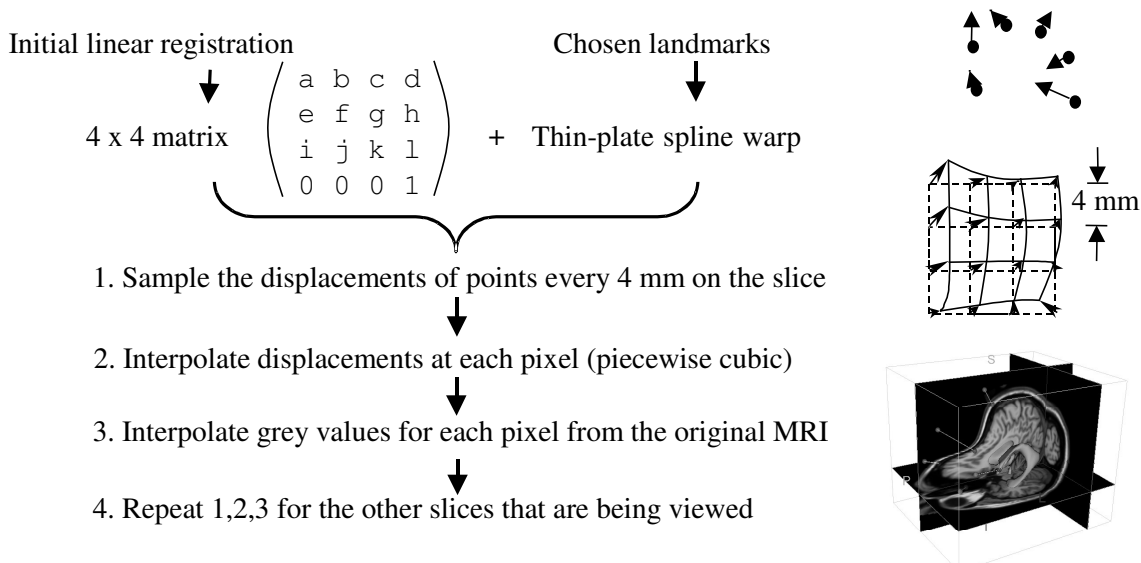 Initial linear registration
Chosen landmarks
4 x 4 matrix
a b c d
e f g h
i j k l
0 0 0 1
+
Thin-plate spline warp
4 mm
1. Sample the displacements of points every 4 mm on the slice
2. Interpolate displacements at each pixel (piecewise cubic)
3. Interpolate grey values for each pixel from the original MRI
4. Repeat 1,2,3 for the other slices that are being viewed
S